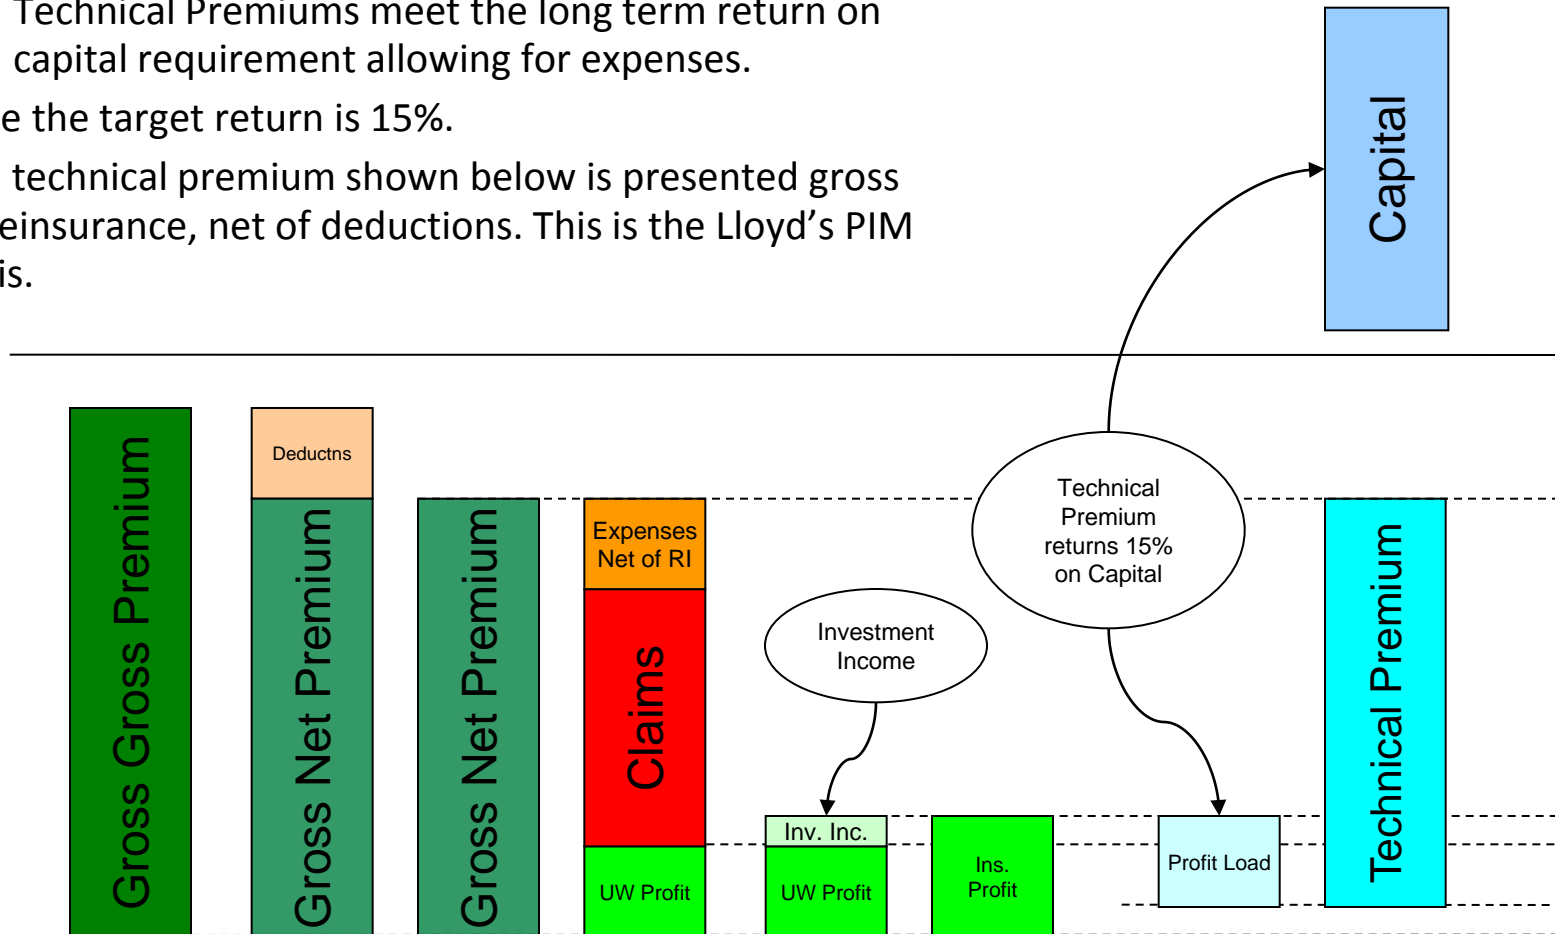 Technical Premiums meet the long term return on
capital requirement allowing for expenses.
e the target return is 15%.
technical premium shown below is presented gross
einsurance, net of deductions. This is the Lloyd's PIM
is.
Capital
Gross Gross Premium
Deductns
Gross Net Premium
Gross Net Premium
Expenses
Net of RI
Claims
UW Profit
Investment
Income
Inv. Inc.
UW Profit
Ins.
Profit
Technical
Premium
returns 15%
on Capital
Profit Load
Technical Premium